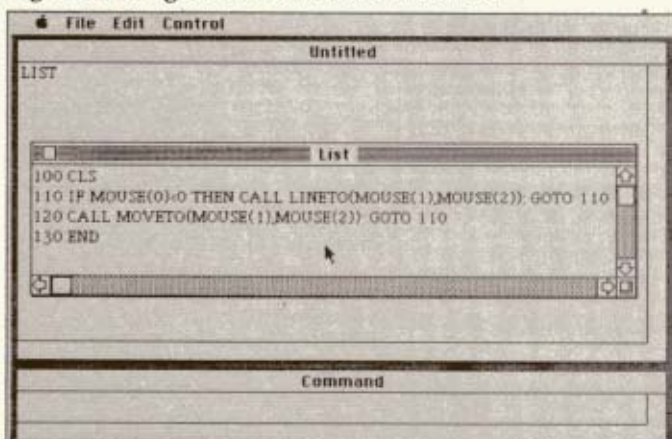 File Edit Control
Untitled
LIST
List
100 CLS
110 IF MOUSE(0)<0 THEN CALL LINETO(MOUSE(1),MOUSE(2)): GOTO 110
120 CALL MOVETO(MOUSE(1),MOUSE(2)) GOTO 110
130 END
Command